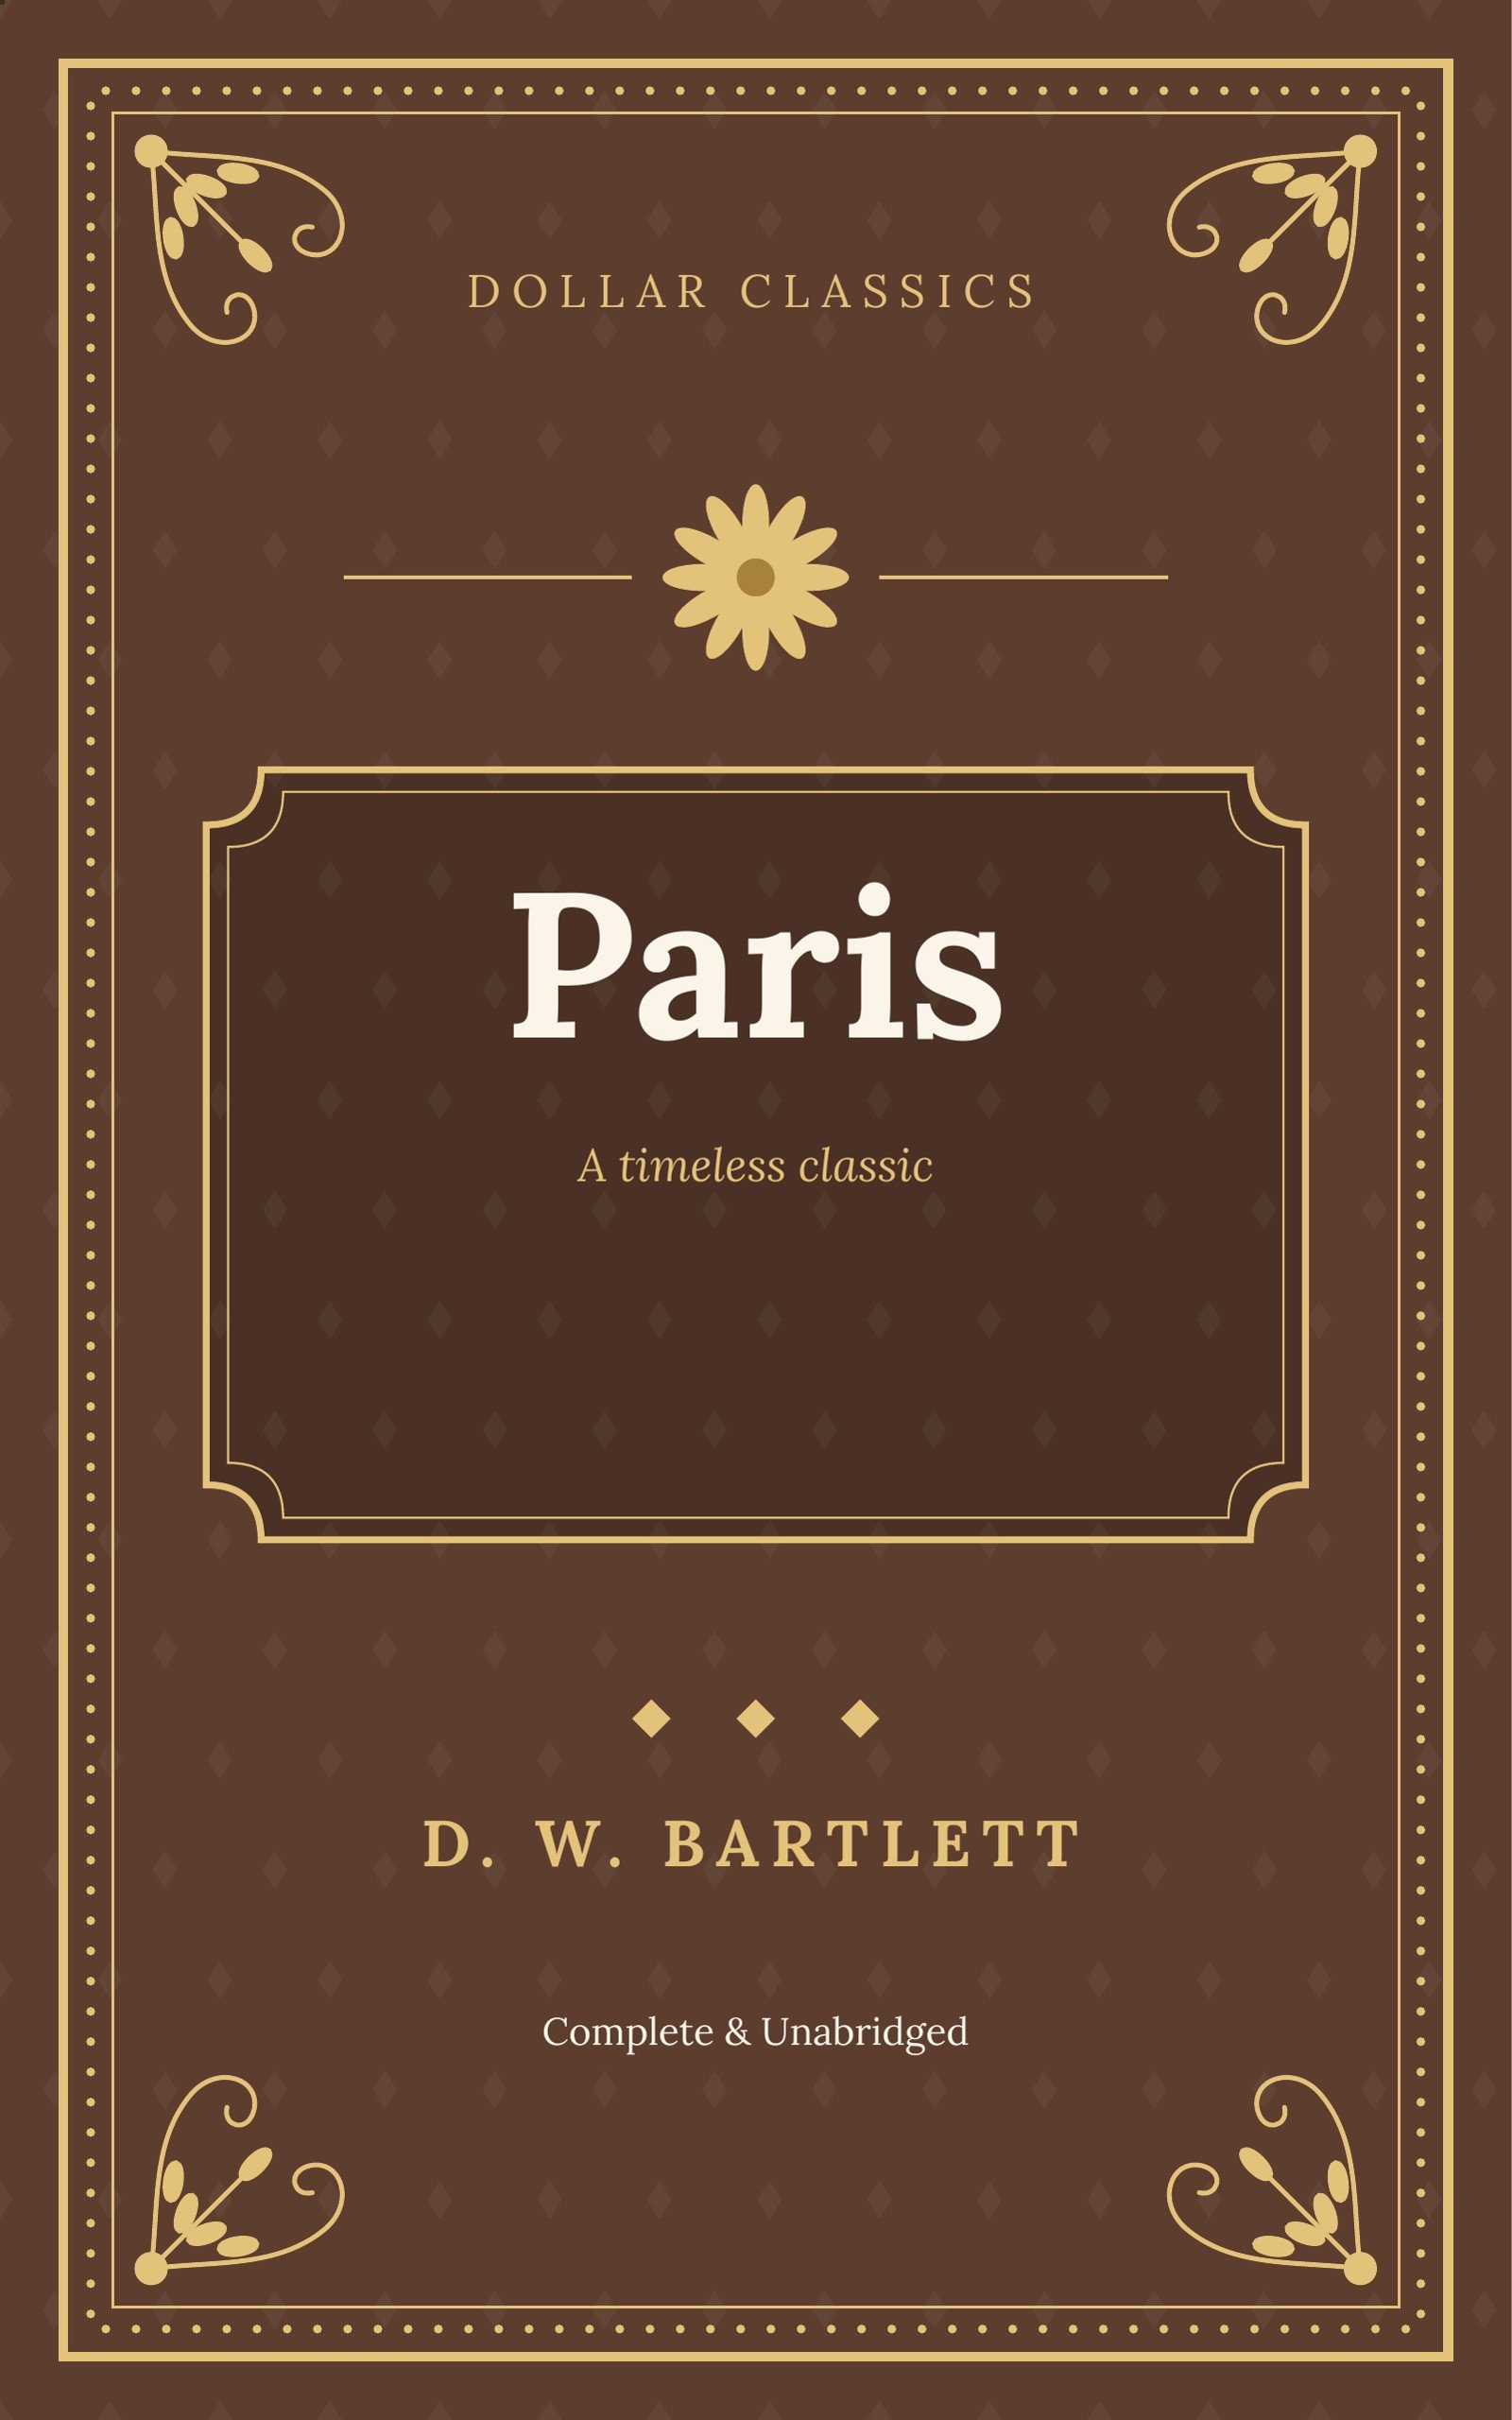 DOLLAR CLASSICS
Paris
A timeless classic
D. W. BARTLETT
Complete & Unabridged